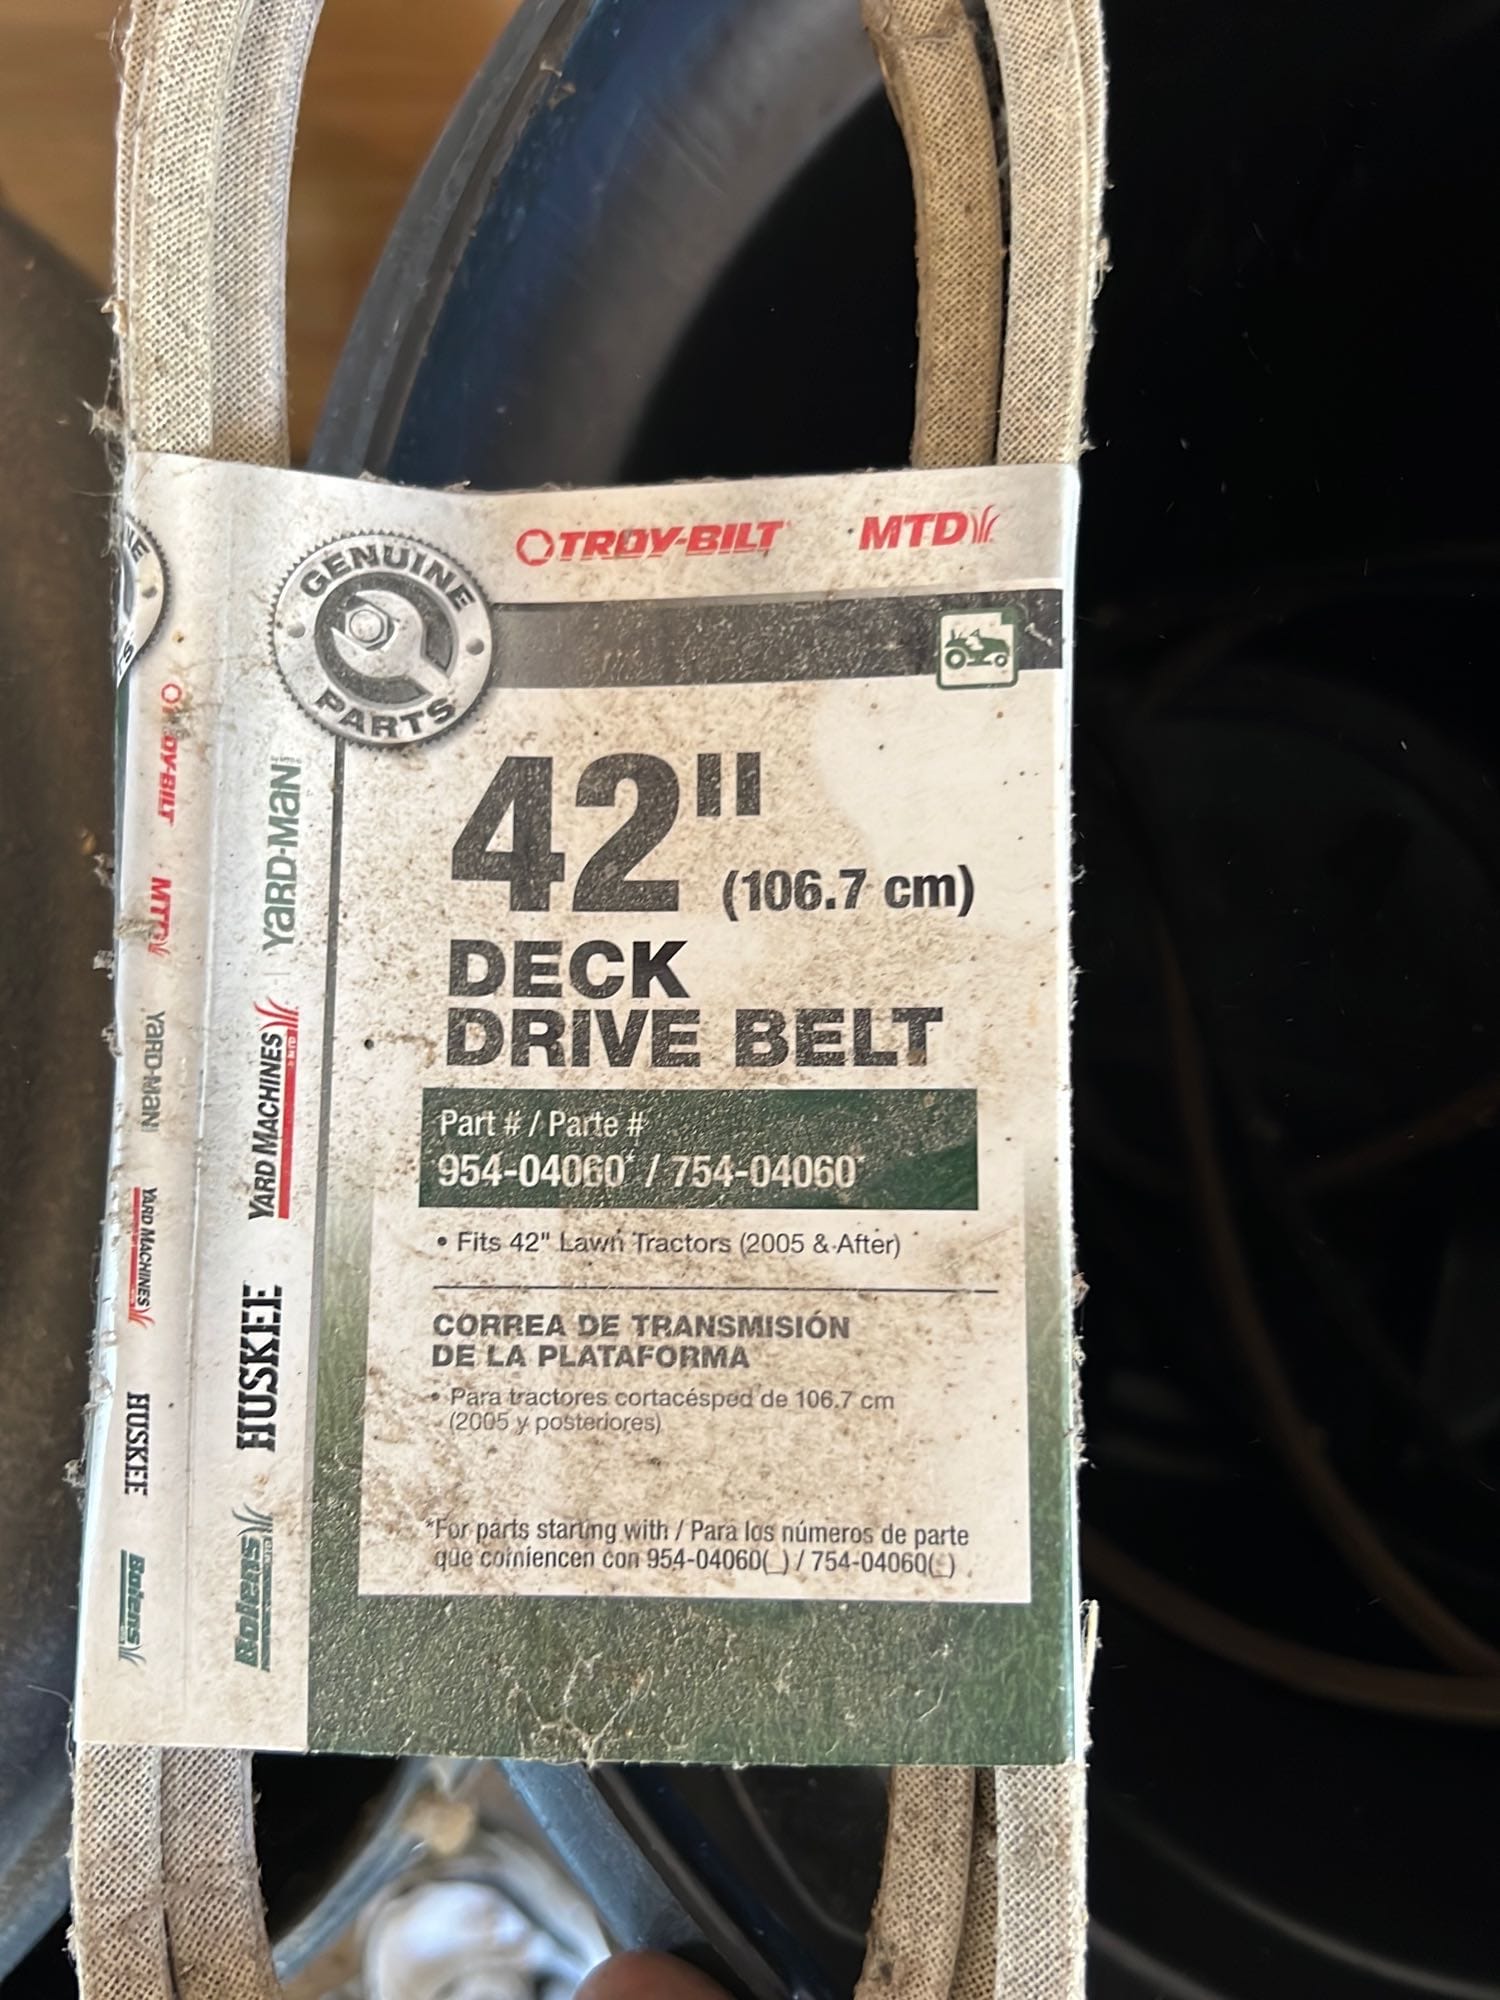 TROY-BILT MTD
GENUINE
PARTS
42"
(106.7 cm)
DECK
DRIVE BELT
Part # / Parte #
954-04060* / 754-04060*
• Fits 42" Lawn Tractors (2005 & After)
CORREA DE TRANSMISIÓN
DE LA PLATAFORMA
• Para tractores cortacésped de 106.7 cm
(2005 y posteriores)
*For parts starting with / Para los números de parte
que comiencen con 954-04060(_) / 754-04060(_)
YARD-MAN
YARD MACHINES
HUSKEE
Bolens
TROY-BILT
MTD
YARD-MAN
YARD MACHINES
HUSKEE
Bolens